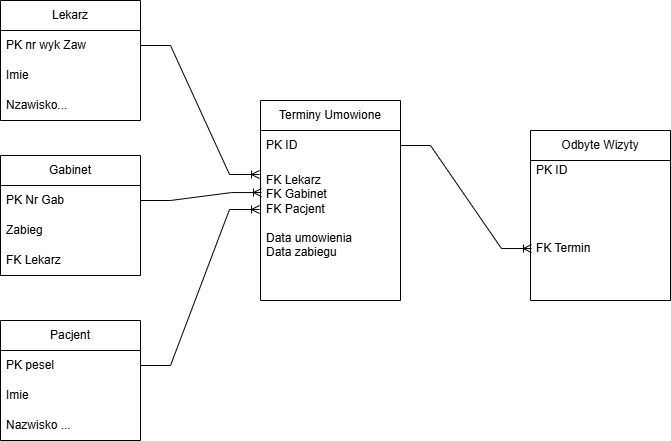 Lekarz
PK nr wyk Zaw
Imie
Nzawisko...
Gabinet
PK Nr Gab
Zabieg
FK Lekarz
Pacjent
PK pesel
Imie
Nazwisko ...
Terminy Umowione
PK ID
FK Lekarz
FK Gabinet
FK Pacjent
Data umowienia
Data zabiegu
Odbyte Wizyty
PK ID
FK Termin